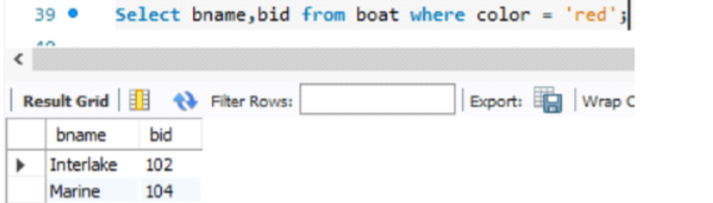 39 Select bname,bid from boat where color = 'red';
40
Result Grid Filter Rows: Export: Wrap C
bname bid
Interlake 102
Marine 104